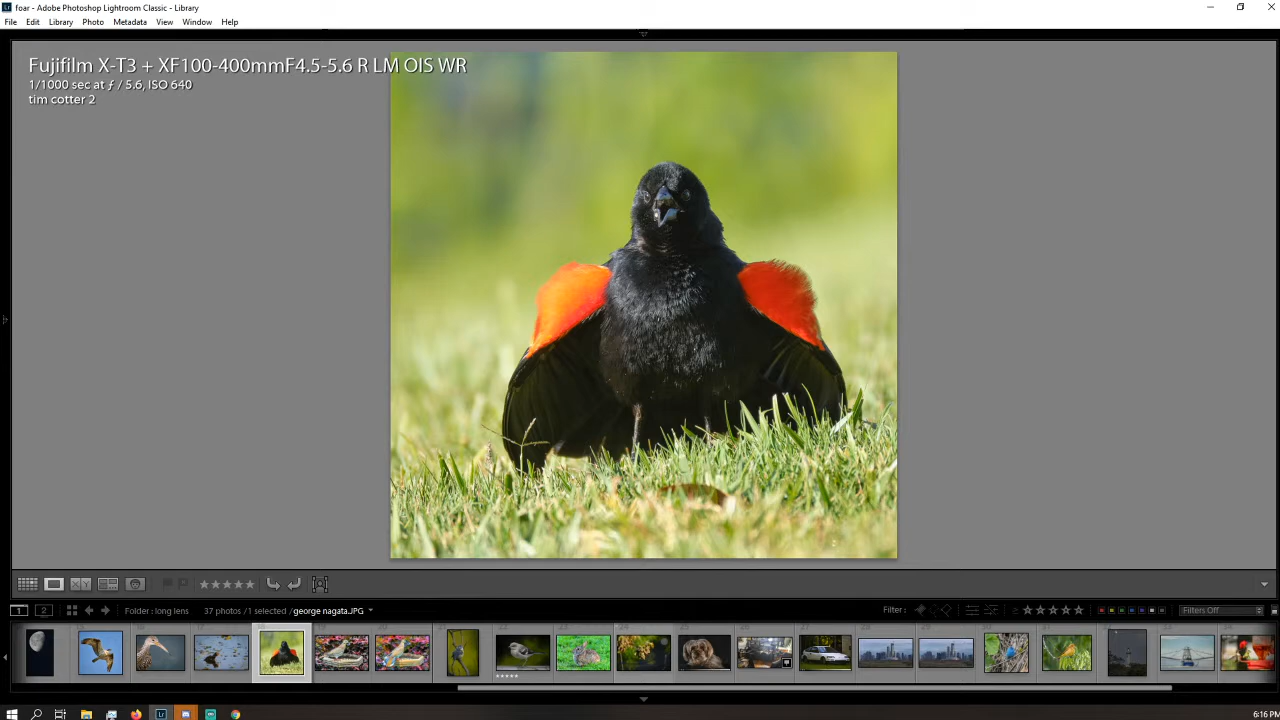 foar - Adobe Photoshop Lightroom Classic - Library
File Edit Library Photo Metadata View Window Help
Fujifilm X-T3 + XF100-400mmF4.5-5.6 R LM OIS WR
1/1000 sec at ƒ / 5.6, ISO 640
tim cotter 2
1 2 Folder : long lens 37 photos / 1 selected / george nagata.JPG Filter : Filters Off
6:16 PM